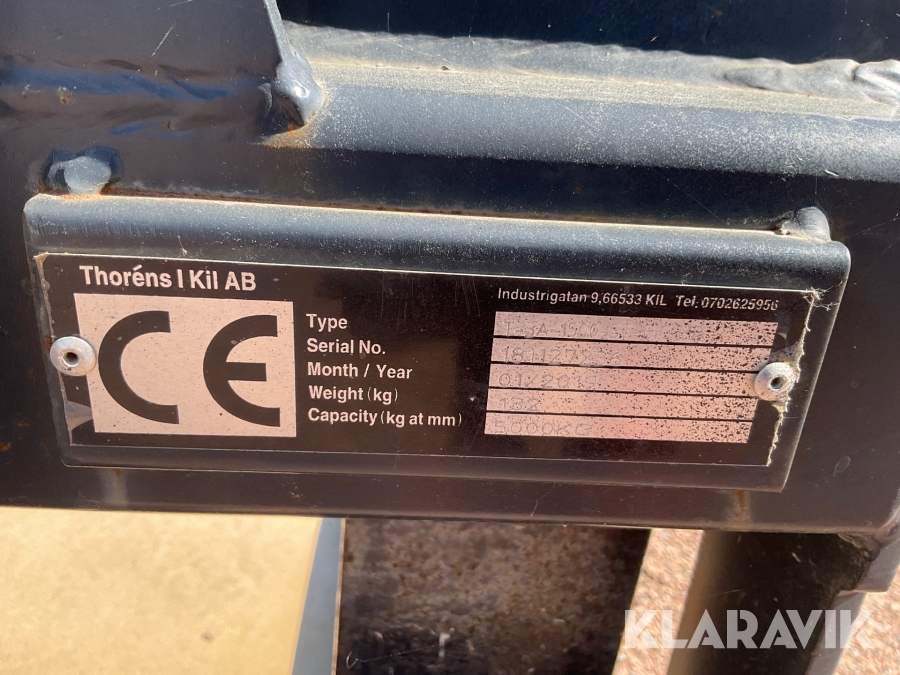 Thoréns I Kil AB
Industrigatan 9,66533 KIL Tel: 0702625956
CE
Type
Serial No.
Month / Year
Weight (kg)
Capacity (kg at mm)
5000KG
KLARAVIK